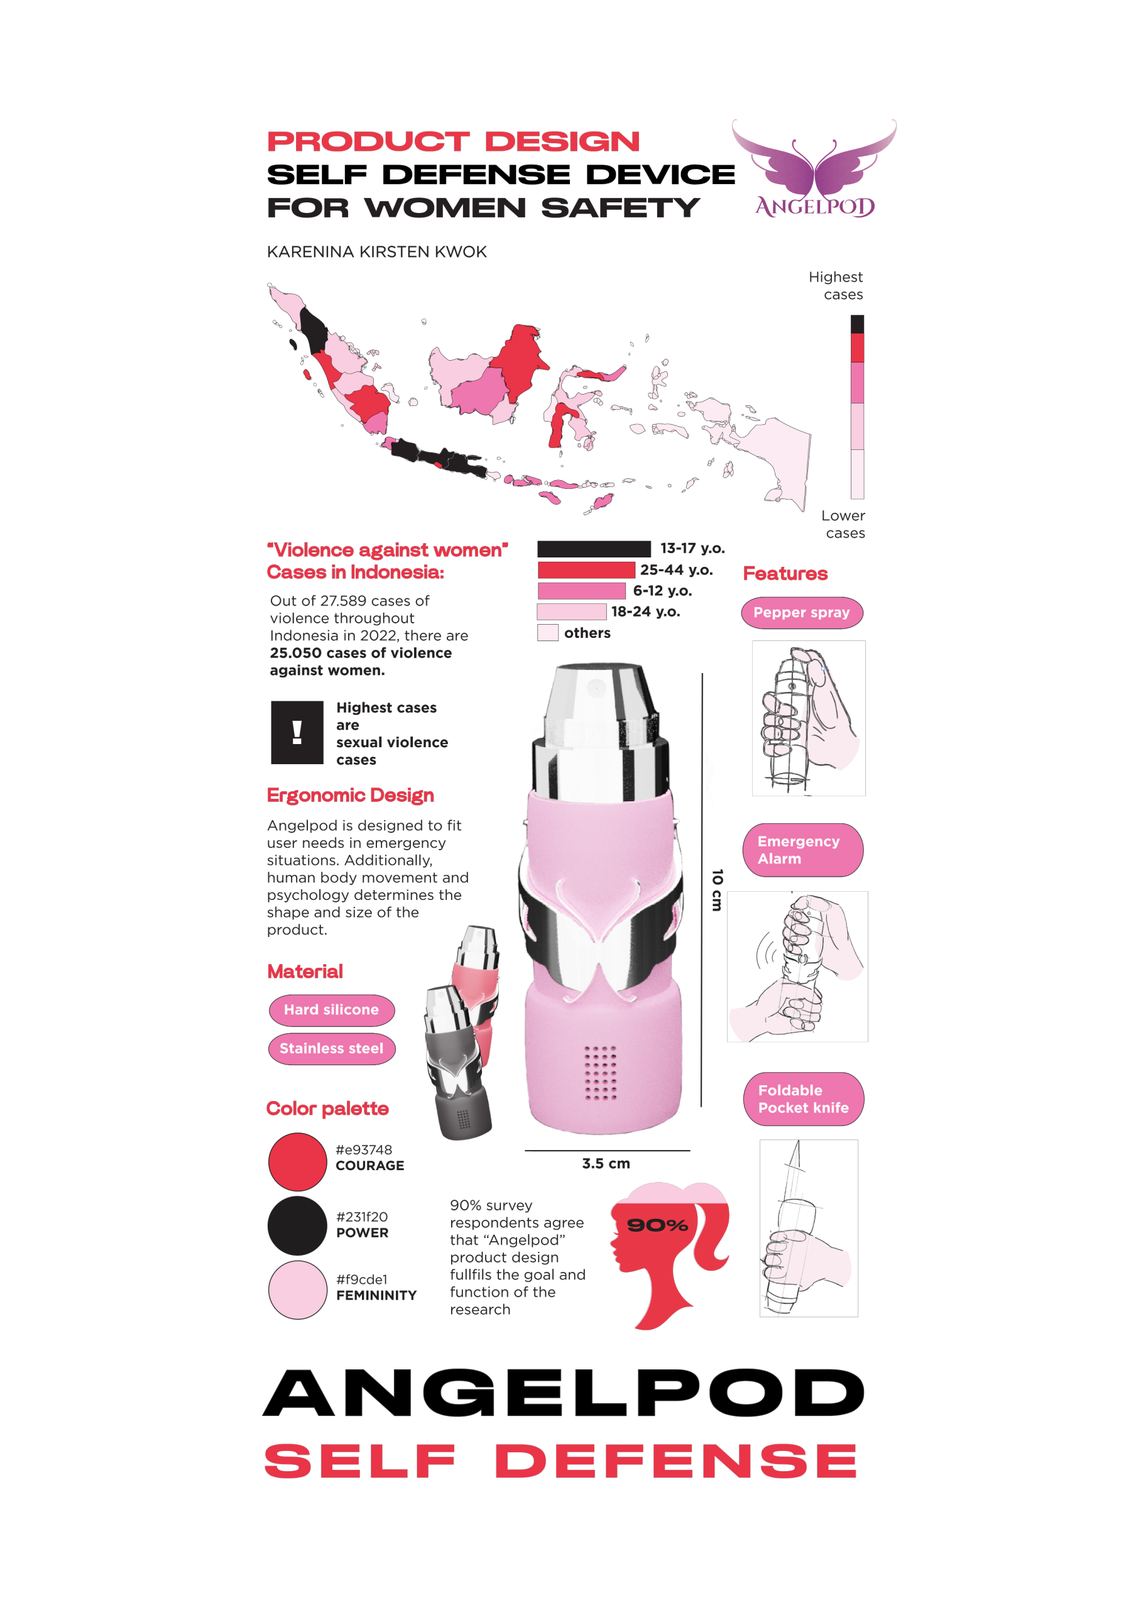 PRODUCT DESIGN
SELF DEFENSE DEVICE
FOR WOMEN SAFETY
ANGELPOD
KARENINA KIRSTEN KWOK
Highest
cases
Lower
cases
"Violence against women"
Cases in Indonesia:
Out of 27.589 cases of
violence throughout
Indonesia in 2022, there are
25.050 cases of violence
against women.
!
Highest cases
are
sexual violence
cases
13-17 y.o.
25-44 y.o.
6-12 y.o.
18-24 y.o.
others
Features
Pepper spray
Emergency
Alarm
Foldable
Pocket knife
Ergonomic Design
Angelpod is designed to fit
user needs in emergency
situations. Additionally,
human body movement and
psychology determines the
shape and size of the
product.
10 cm
3.5 cm
Material
Hard silicone
Stainless steel
Color palette
#e93748
COURAGE
#231f20
POWER
#f9cde1
FEMININITY
90% survey
respondents agree
that “Angelpod”
product design
fullfils the goal and
function of the
research
90%
ANGELPOD
SELF DEFENSE